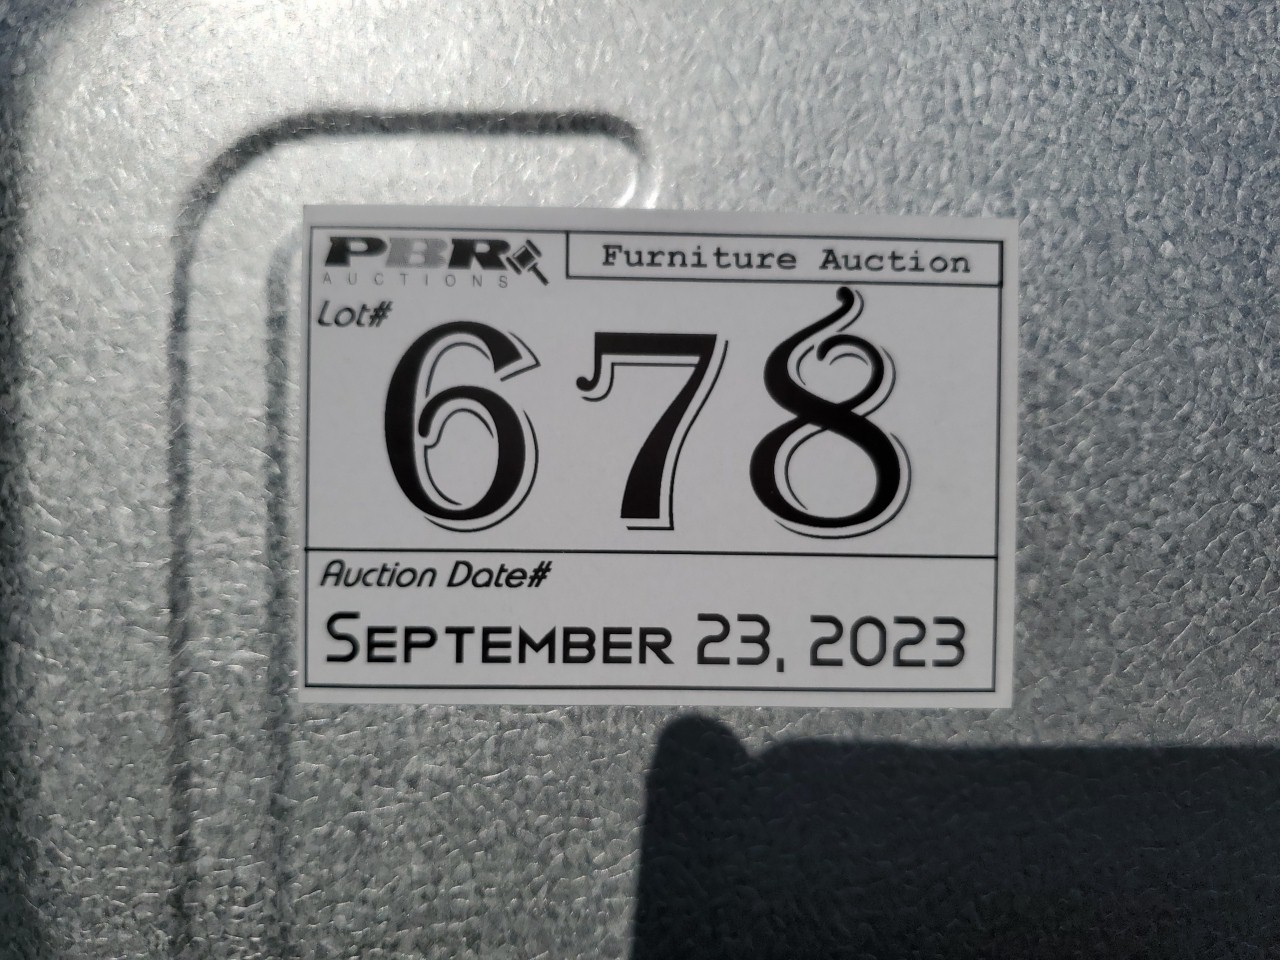 PBR
AUCTIONS
Furniture Auction
Lot#
678
Auction Date#
SEPTEMBER 23, 2023